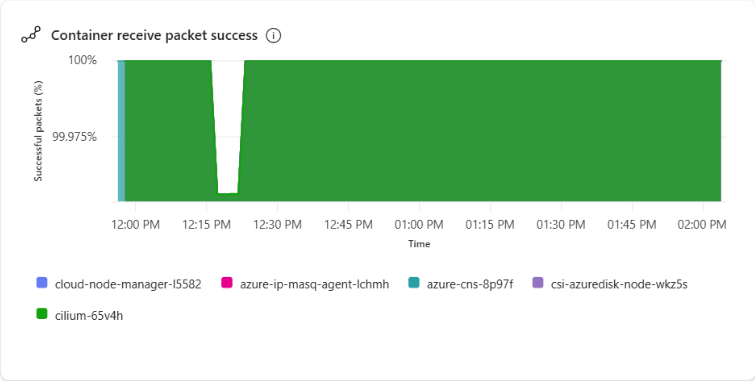 Container receive packet success
100%
99.975%
Successful packets (%)
12:00 PM 12:15 PM 12:30 PM 12:45 PM 01:00 PM 01:15 PM 01:30 PM 01:45 PM 02:00 PM
Time
cloud-node-manager-l5582 azure-ip-masq-agent-lchmh azure-cns-8p97f csi-azuredisk-node-wkz5s
cilium-65v4h